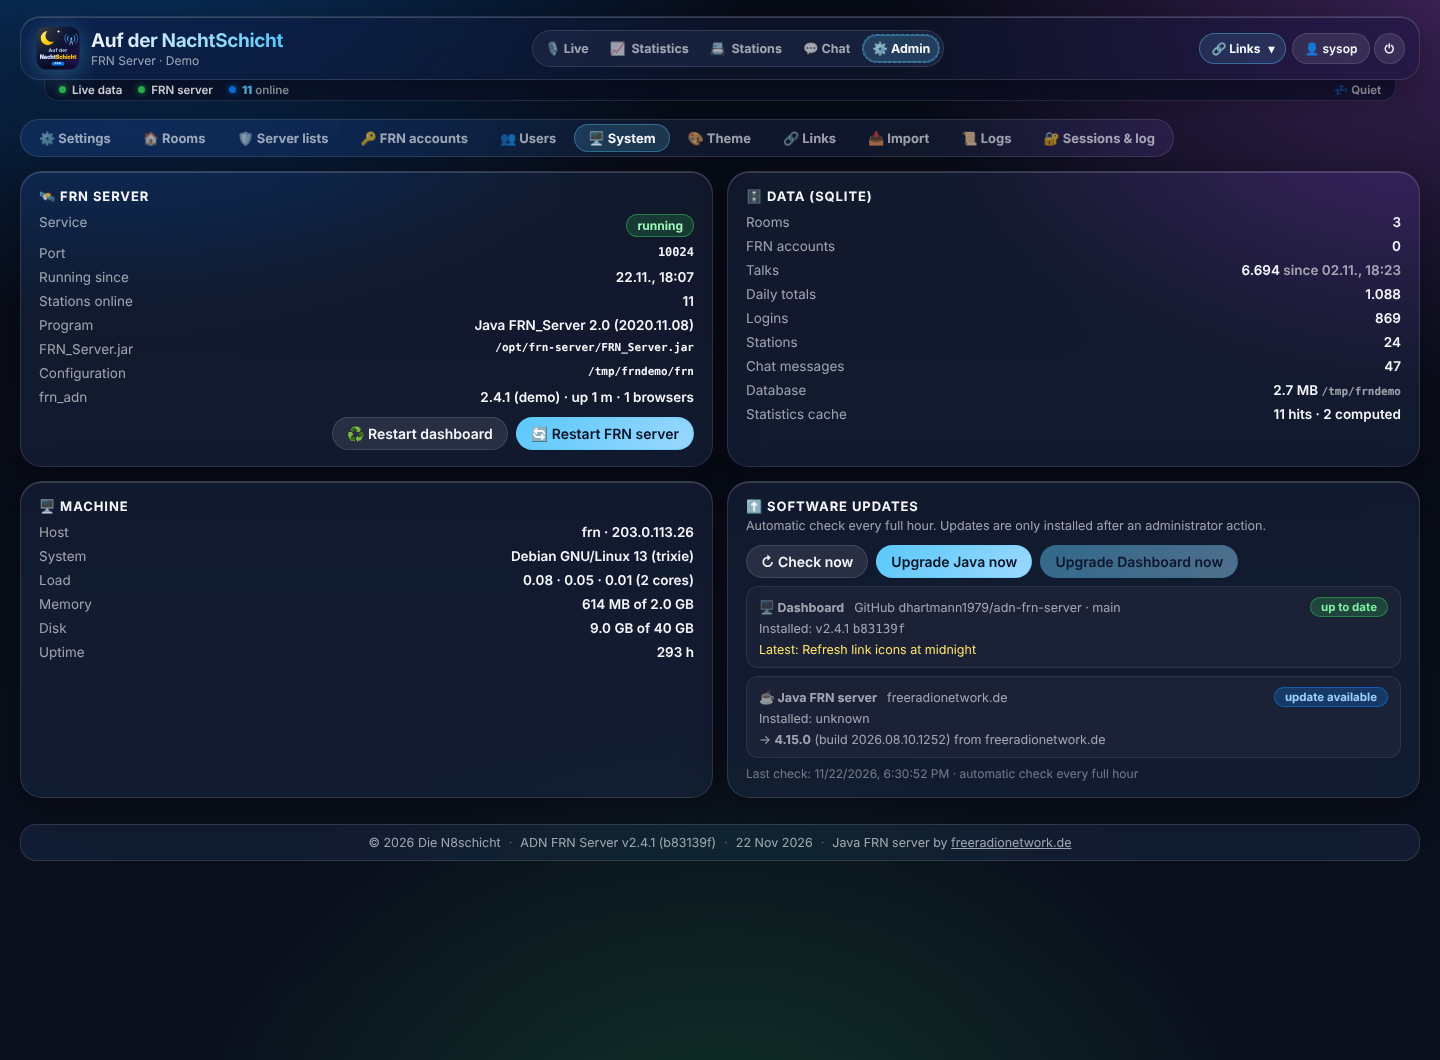 Auf der NachtSchicht
FRN Server · Demo
Auf der
NachtSchicht
Live
Statistics
Stations
Chat
Admin
Links ▾
sysop
Live data
FRN server
11 online
Quiet
Settings
Rooms
Server lists
FRN accounts
Users
System
Theme
Links
Import
Logs
Sessions & log
FRN SERVER
Service running
Port 10024
Running since 22.11., 18:07
Stations online 11
Program Java FRN_Server 2.0 (2020.11.08)
FRN_Server.jar /opt/frn-server/FRN_Server.jar
Configuration /tmp/frndemo/frn
frn_adn 2.4.1 (demo) · up 1 m · 1 browsers
Restart dashboard
Restart FRN server
DATA (SQLITE)
Rooms 3
FRN accounts 0
Talks 6.694 since 02.11., 18:23
Daily totals 1.088
Logins 869
Stations 24
Chat messages 47
Database 2.7 MB /tmp/frndemo
Statistics cache 11 hits · 2 computed
MACHINE
Host frn · 203.0.113.26
System Debian GNU/Linux 13 (trixie)
Load 0.08 · 0.05 · 0.01 (2 cores)
Memory 614 MB of 2.0 GB
Disk 9.0 GB of 40 GB
Uptime 293 h
SOFTWARE UPDATES
Automatic check every full hour. Updates are only installed after an administrator action.
↻ Check now
Upgrade Java now
Upgrade Dashboard now
Dashboard GitHub dhartmann1979/adn-frn-server · main up to date
Installed: v2.4.1 b83139f
Latest: Refresh link icons at midnight
Java FRN server freeradionetwork.de update available
Installed: unknown
→ 4.15.0 (build 2026.08.10.1252) from freeradionetwork.de
Last check: 11/22/2026, 6:30:52 PM · automatic check every full hour
© 2026 Die N8schicht · ADN FRN Server v2.4.1 (b83139f) · 22 Nov 2026 · Java FRN server by freeradionetwork.de